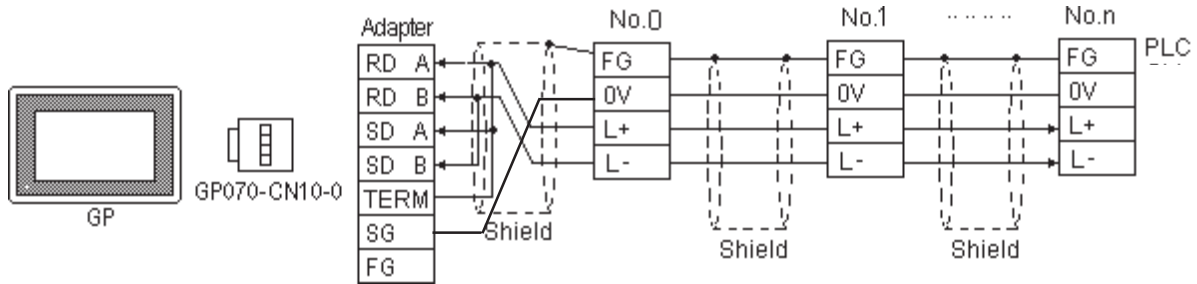 GP
GP070-CN10-0
Adapter
RD A
RD B
SD A
SD B
TERM
SG
FG
Shield
No.0
FG
0V
L+
L-
Shield
No.1
FG
0V
L+
L-
Shield
No.n
FG
0V
L+
L-
PLC